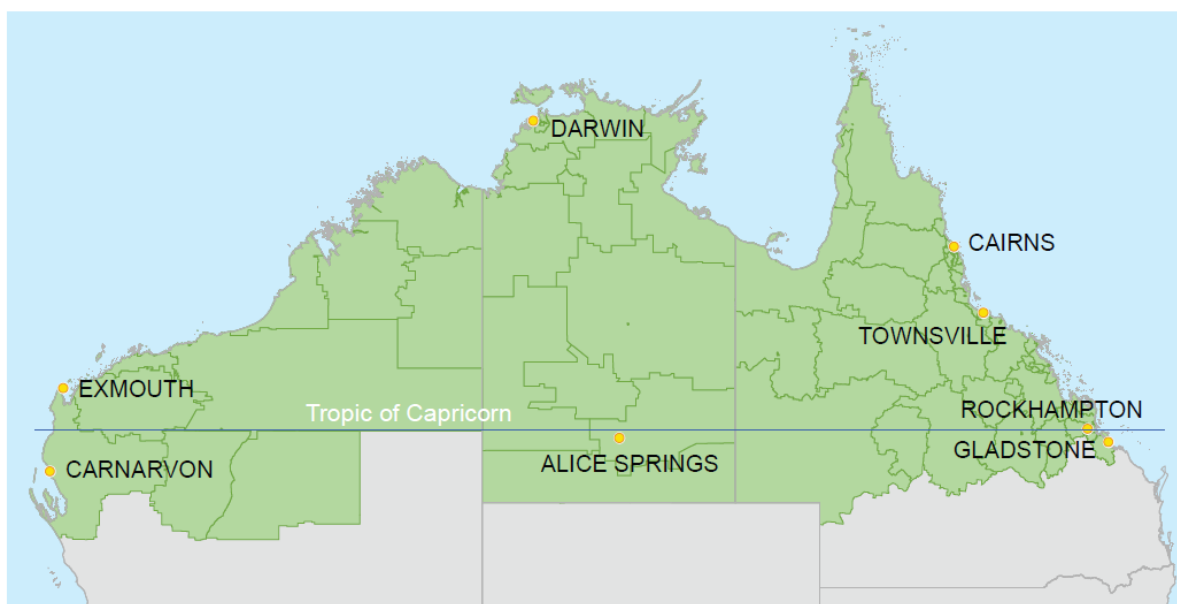 DARWIN
CAIRNS
TOWNSVILLE
EXMOUTH
Tropic of Capricorn
ROCKHAMPTON
GLADSTONE
ALICE SPRINGS
CARNARVON